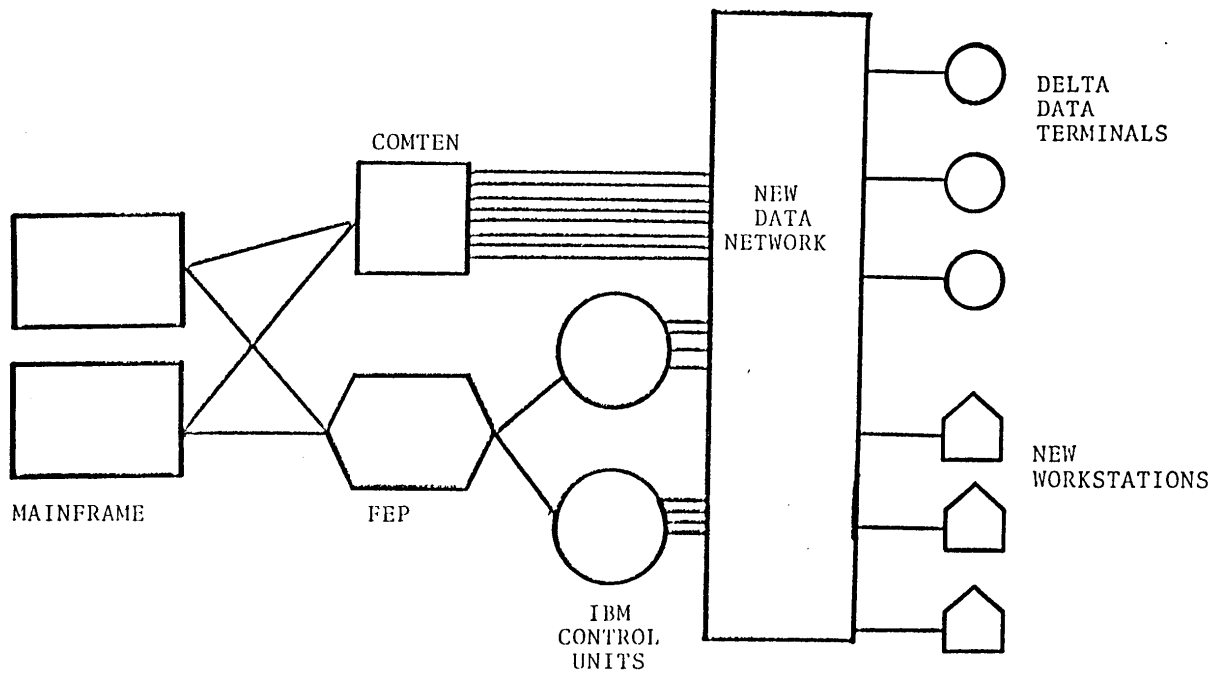 COMTEN
DELTA
DATA
TERMINALS
NEW
DATA
NETWORK
MAINFRAME
FEP
NEW
WORKSTATIONS
IBM
CONTROL
UNITS